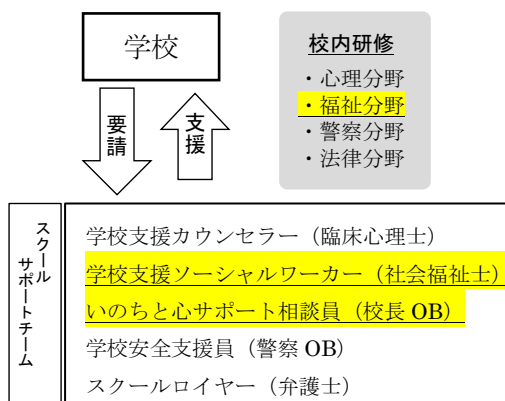 学校
校内研修
・心理分野
・福祉分野
・警察分野
・法律分野
要請
支援
スクール
サポートチーム
学校支援カウンセラー（臨床心理士）
学校支援ソーシャルワーカー（社会福祉士）
いのちと心サポート相談員（校長 OB）
学校安全支援員（警察 OB）
スクールロイヤー（弁護士）